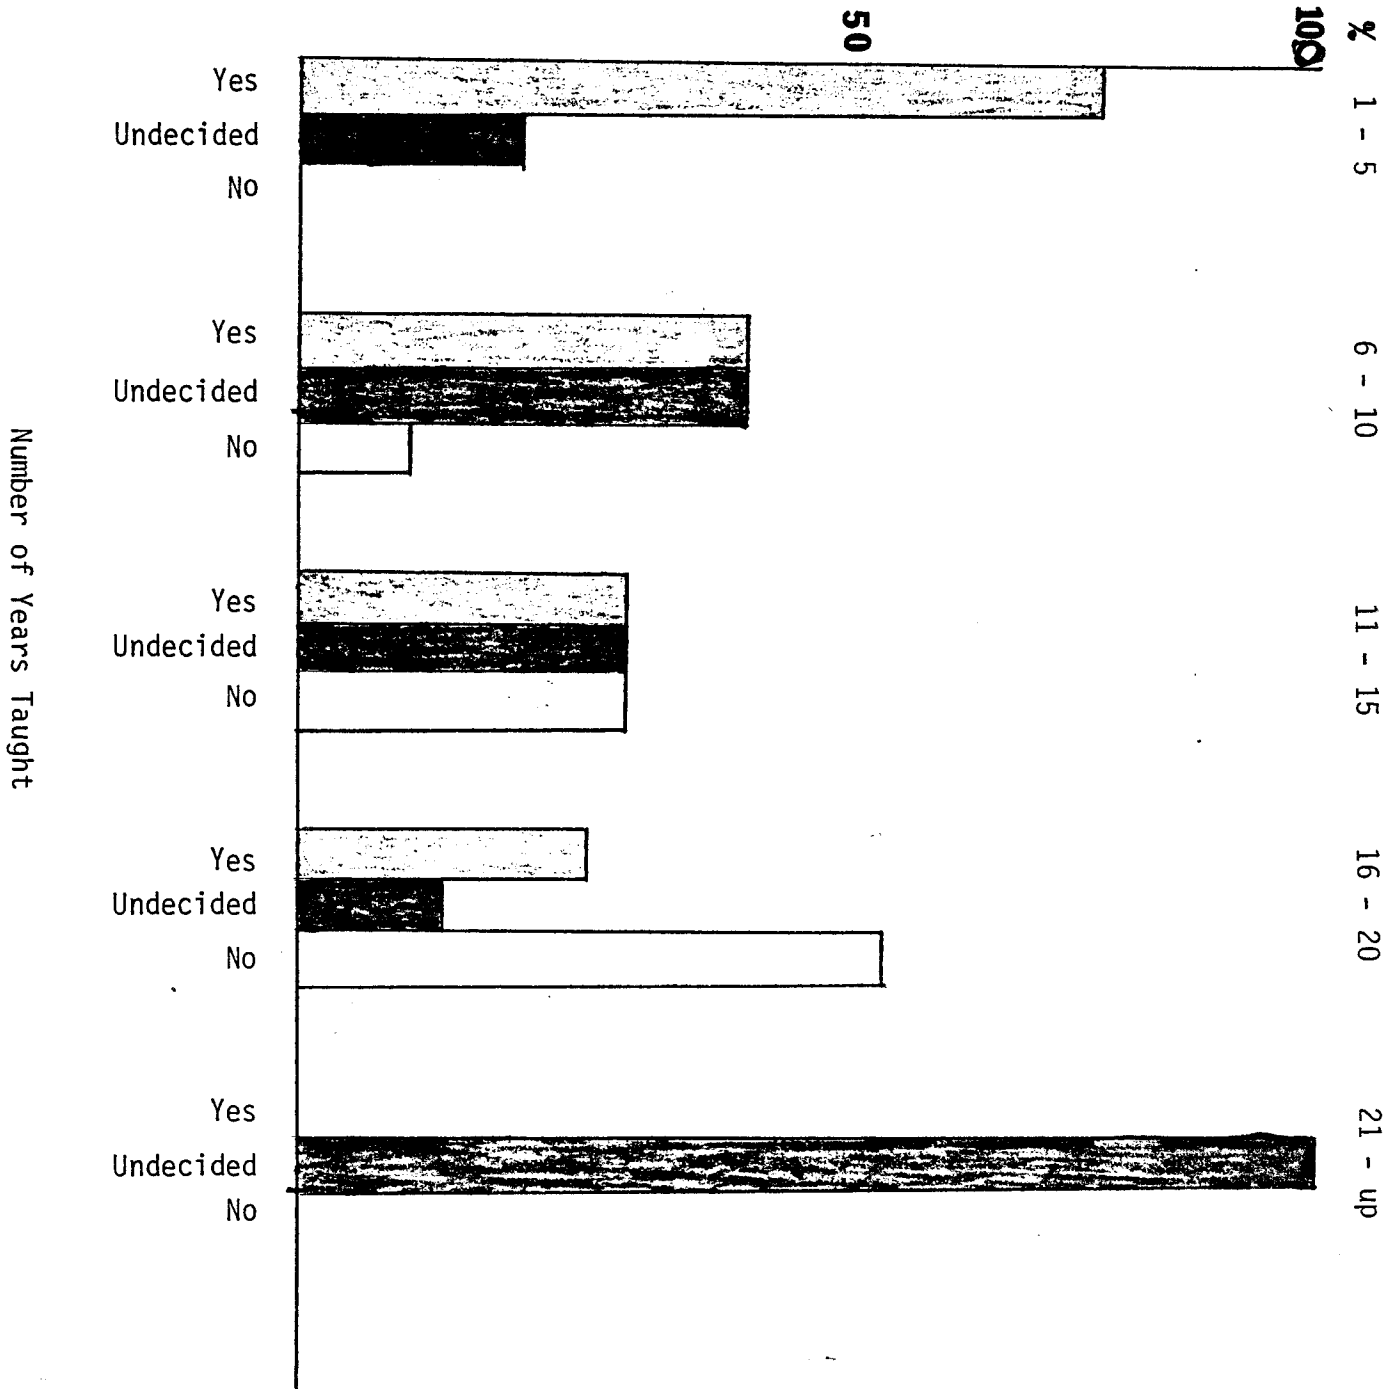 %
100
50
1 - 5
Yes
Undecided
No
6 - 10
Yes
Undecided
No
11 - 15
Yes
Undecided
No
16 - 20
Yes
Undecided
No
21 - up
Yes
Undecided
No
Number of Years Taught